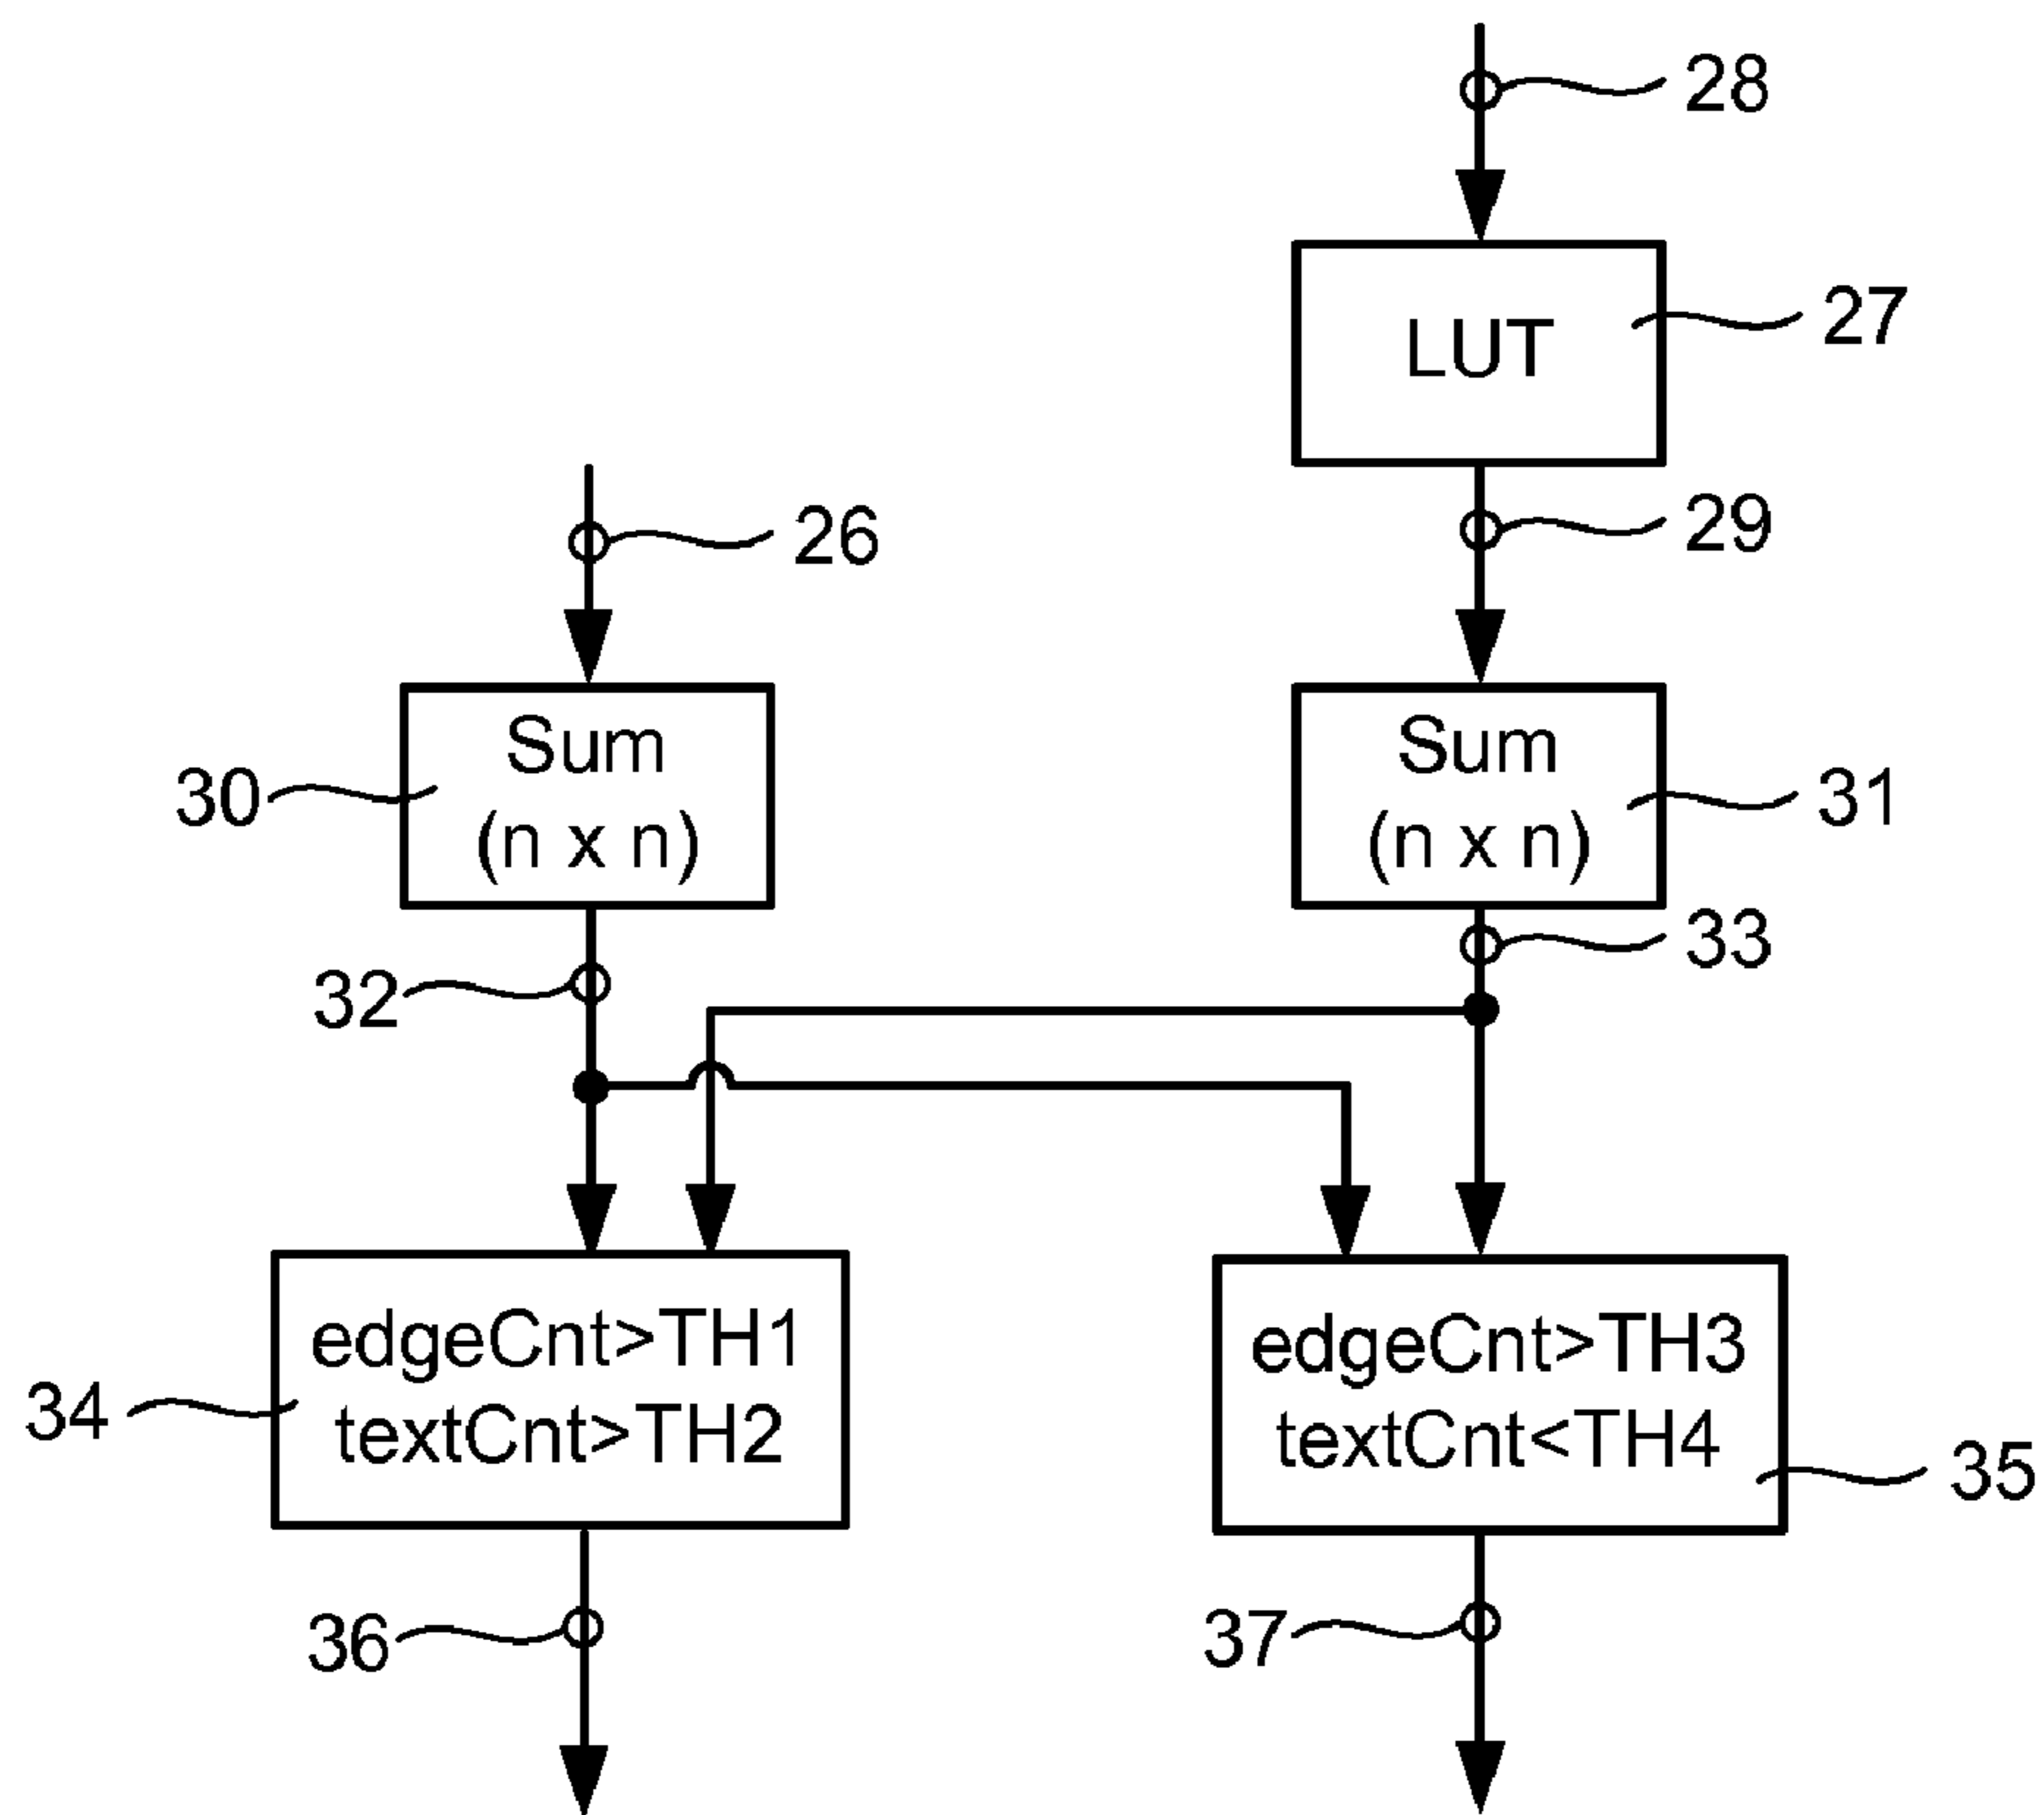 28
LUT
27
26
29
Sum
(n x n)
30
Sum
(n x n)
31
32
33
edgeCnt>TH1
textCnt>TH2
34
edgeCnt>TH3
textCnt<TH4
35
36
37